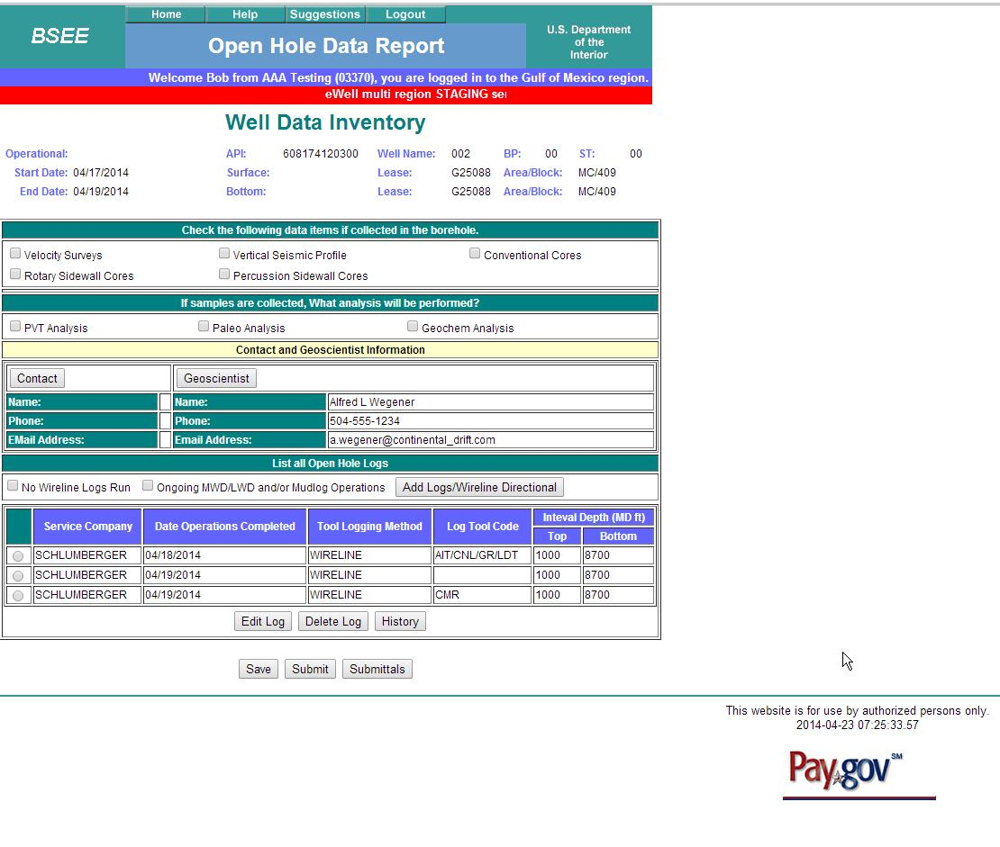 Home Help Suggestions Logout
BSEE
Open Hole Data Report
U.S. Department
of the
Interior
Welcome Bob from AAA Testing (03370), you are logged in to the Gulf of Mexico region.
eWell multi region STAGING se
Well Data Inventory
Operational: API: 608174120300 Well Name: 002 BP: 00 ST: 00
Start Date: 04/17/2014 Surface: Lease: G25088 Area/Block: MC/409
End Date: 04/19/2014 Bottom: Lease: G25088 Area/Block: MC/409
Check the following data items if collected in the borehole.
Velocity Surveys Vertical Seismic Profile Conventional Cores
Rotary Sidewall Cores Percussion Sidewall Cores
If samples are collected, What analysis will be performed?
PVT Analysis Paleo Analysis Geochem Analysis
Contact and Geoscientist Information
Contact Geoscientist
Name: Name: Alfred L Wegener
Phone: Phone: 504-555-1234
EMail Address: Email Address: a.wegener@continental_drift.com
List all Open Hole Logs
No Wireline Logs Run Ongoing MWD/LWD and/or Mudlog Operations Add Logs/Wireline Directional
Service Company Date Operations Completed Tool Logging Method Log Tool Code Inteval Depth (MD ft)
Top Bottom
SCHLUMBERGER 04/18/2014 WIRELINE AIT/CNL/GR/LDT 1000 8700
SCHLUMBERGER 04/19/2014 WIRELINE 1000 8700
SCHLUMBERGER 04/19/2014 WIRELINE CMR 1000 8700
Edit Log Delete Log History
Save Submit Submittals
This website is for use by authorized persons only.
2014-04-23 07:25:33.57
Pay.gov SM